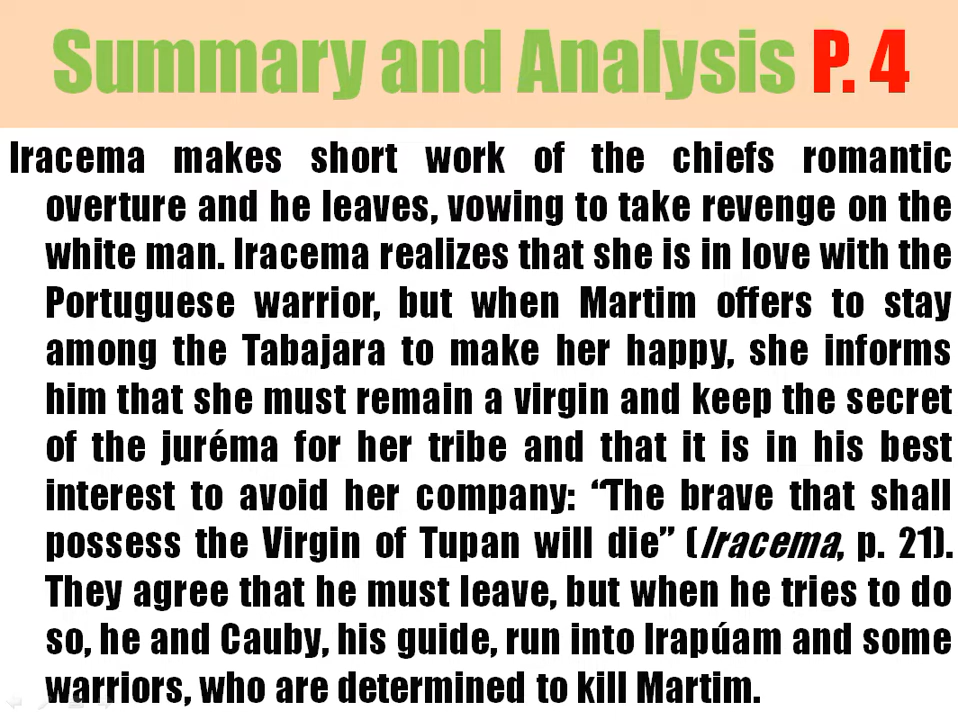 Summary and Analysis P. 4
Iracema makes short work of the chiefs romantic
overture and he leaves, vowing to take revenge on the
white man. Iracema realizes that she is in love with the
Portuguese warrior, but when Martim offers to stay
among the Tabajara to make her happy, she informs
him that she must remain a virgin and keep the secret
of the juréma for her tribe and that it is in his best
interest to avoid her company: “The brave that shall
possess the Virgin of Tupan will die” (Iracema, p. 21).
They agree that he must leave, but when he tries to do
so, he and Cauby, his guide, run into Irapúam and some
warriors, who are determined to kill Martim.